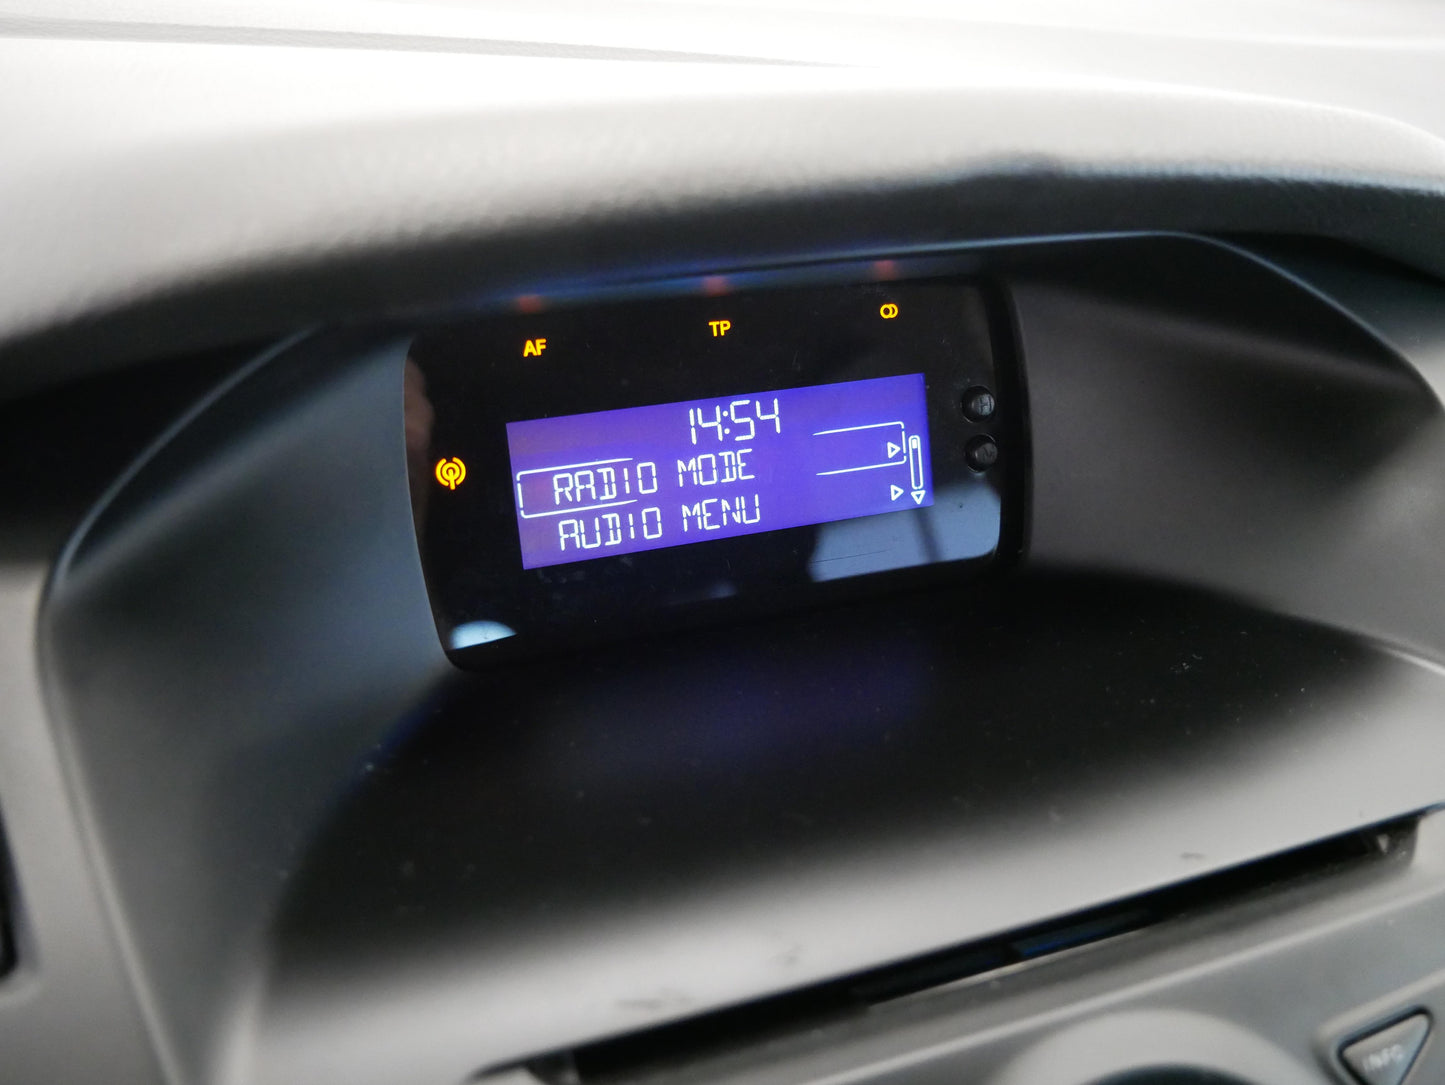 AF
TP
14:54
RADIO MODE
AUDIO MENU
H
M
INFO